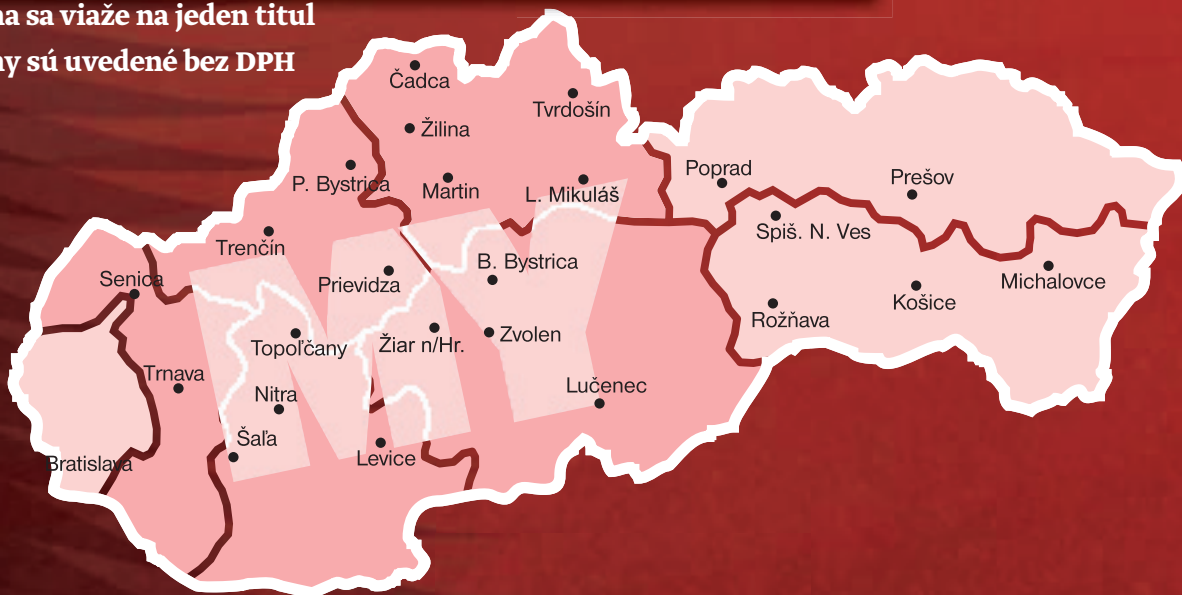 na sa viaže na jeden titul
ny sú uvedené bez DPH
Čadca
Tvrdošín
Žilina
P. Bystrica
Martin
L. Mikuláš
Poprad
Prešov
Trenčín
Spiš. N. Ves
Senica
Prievidza
B. Bystrica
Michalovce
Košice
Rožňava
Topoľčany
Žiar n/Hr.
Zvolen
Trnava
Nitra
Lučenec
Šaľa
Levice
Bratislava
MY